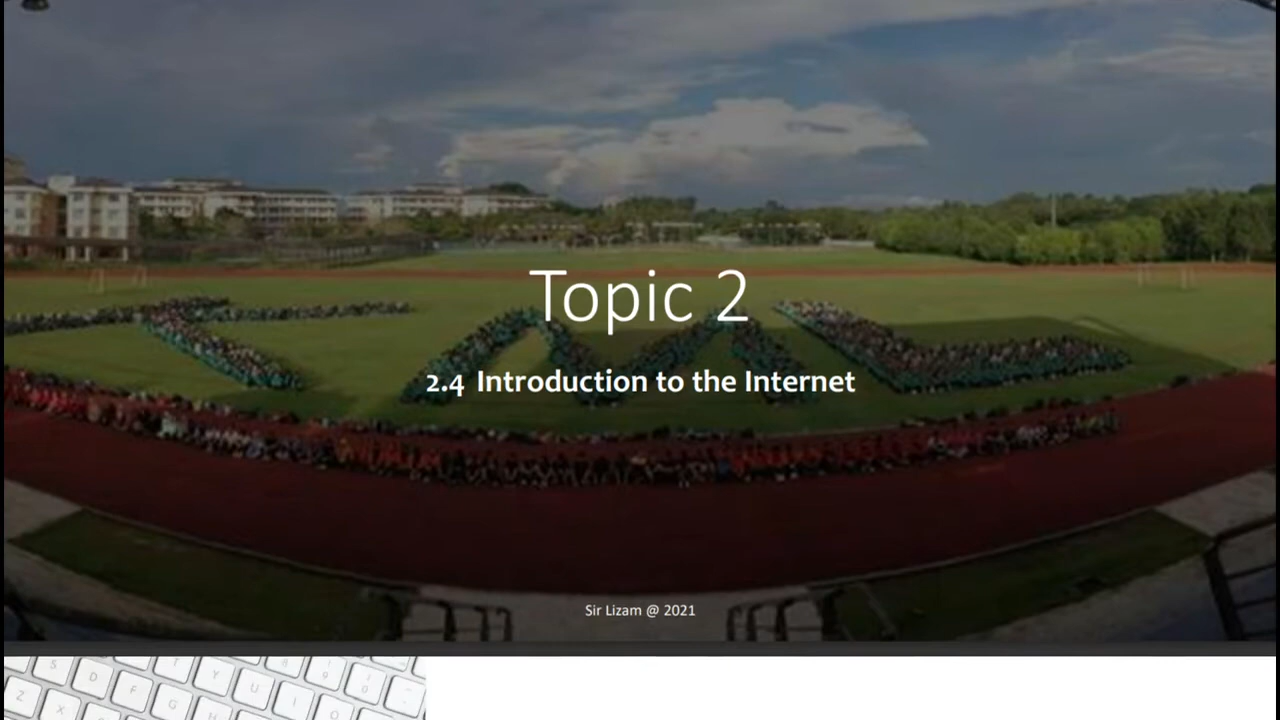 Topic 2
2.4 Introduction to the Internet
Sir Lizam @ 2021